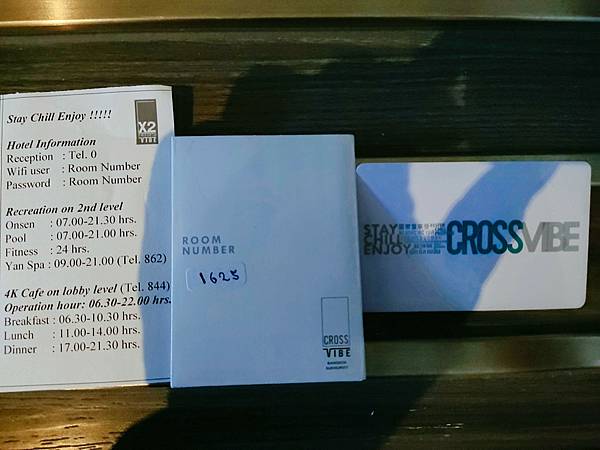 Stay Chill Enjoy !!!!!
X2
VIBE
Hotel Information
Reception : Tel. 0
Wifi user : Room Number
Password : Room Number
Recreation on 2nd level
Onsen : 07.00-21.30 hrs.
Pool : 07.00-21.00 hrs.
Fitness : 24 hrs.
Yan Spa : 09.00-21.00 (Tel. 862)
4K Cafe on lobby level (Tel. 844)
Operation hour: 06.30-22.00 hrs.
Breakfast : 06.30-10.30 hrs.
Lunch : 11.00-14.00 hrs.
Dinner : 17.00-21.30 hrs.
ROOM
NUMBER
1625
CROSS
VIBE
BANGKOK
SUKHUMVIT
STAY
CHILL
ENJOY
CROSSVIBE